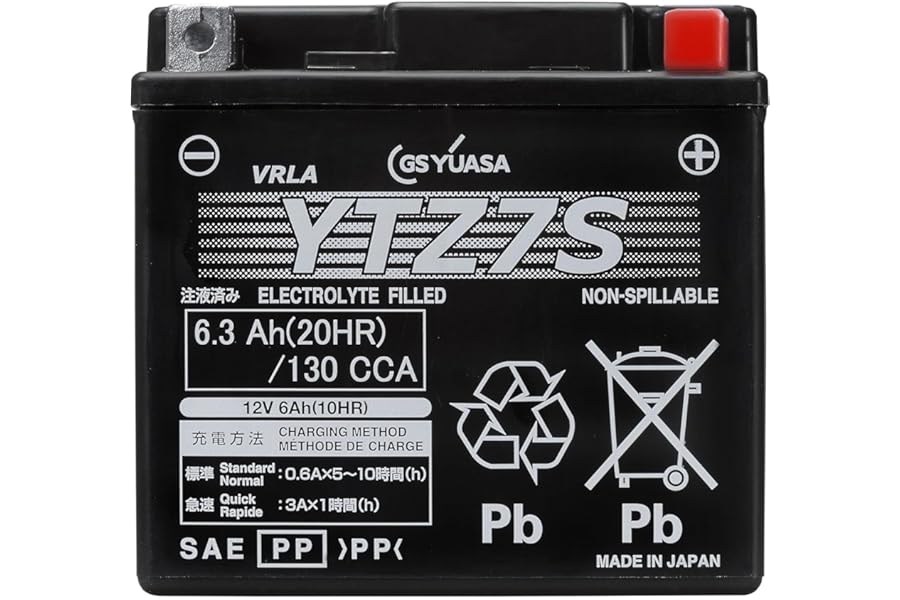 VRLA GS YUASA
YTZ7S
注液済み ELECTROLYTE FILLED NON-SPILLABLE
6.3 Ah(20HR)
/130 CCA
12V 6Ah(10HR)
充電方法 CHARGING METHOD
MÉTHODE DE CHARGE
標準 Standard Normal :0.6A×5~10時間(h)
急速 Quick Rapide :3A×1時間(h)
Pb Pb
SAE PP >PP<
MADE IN JAPAN